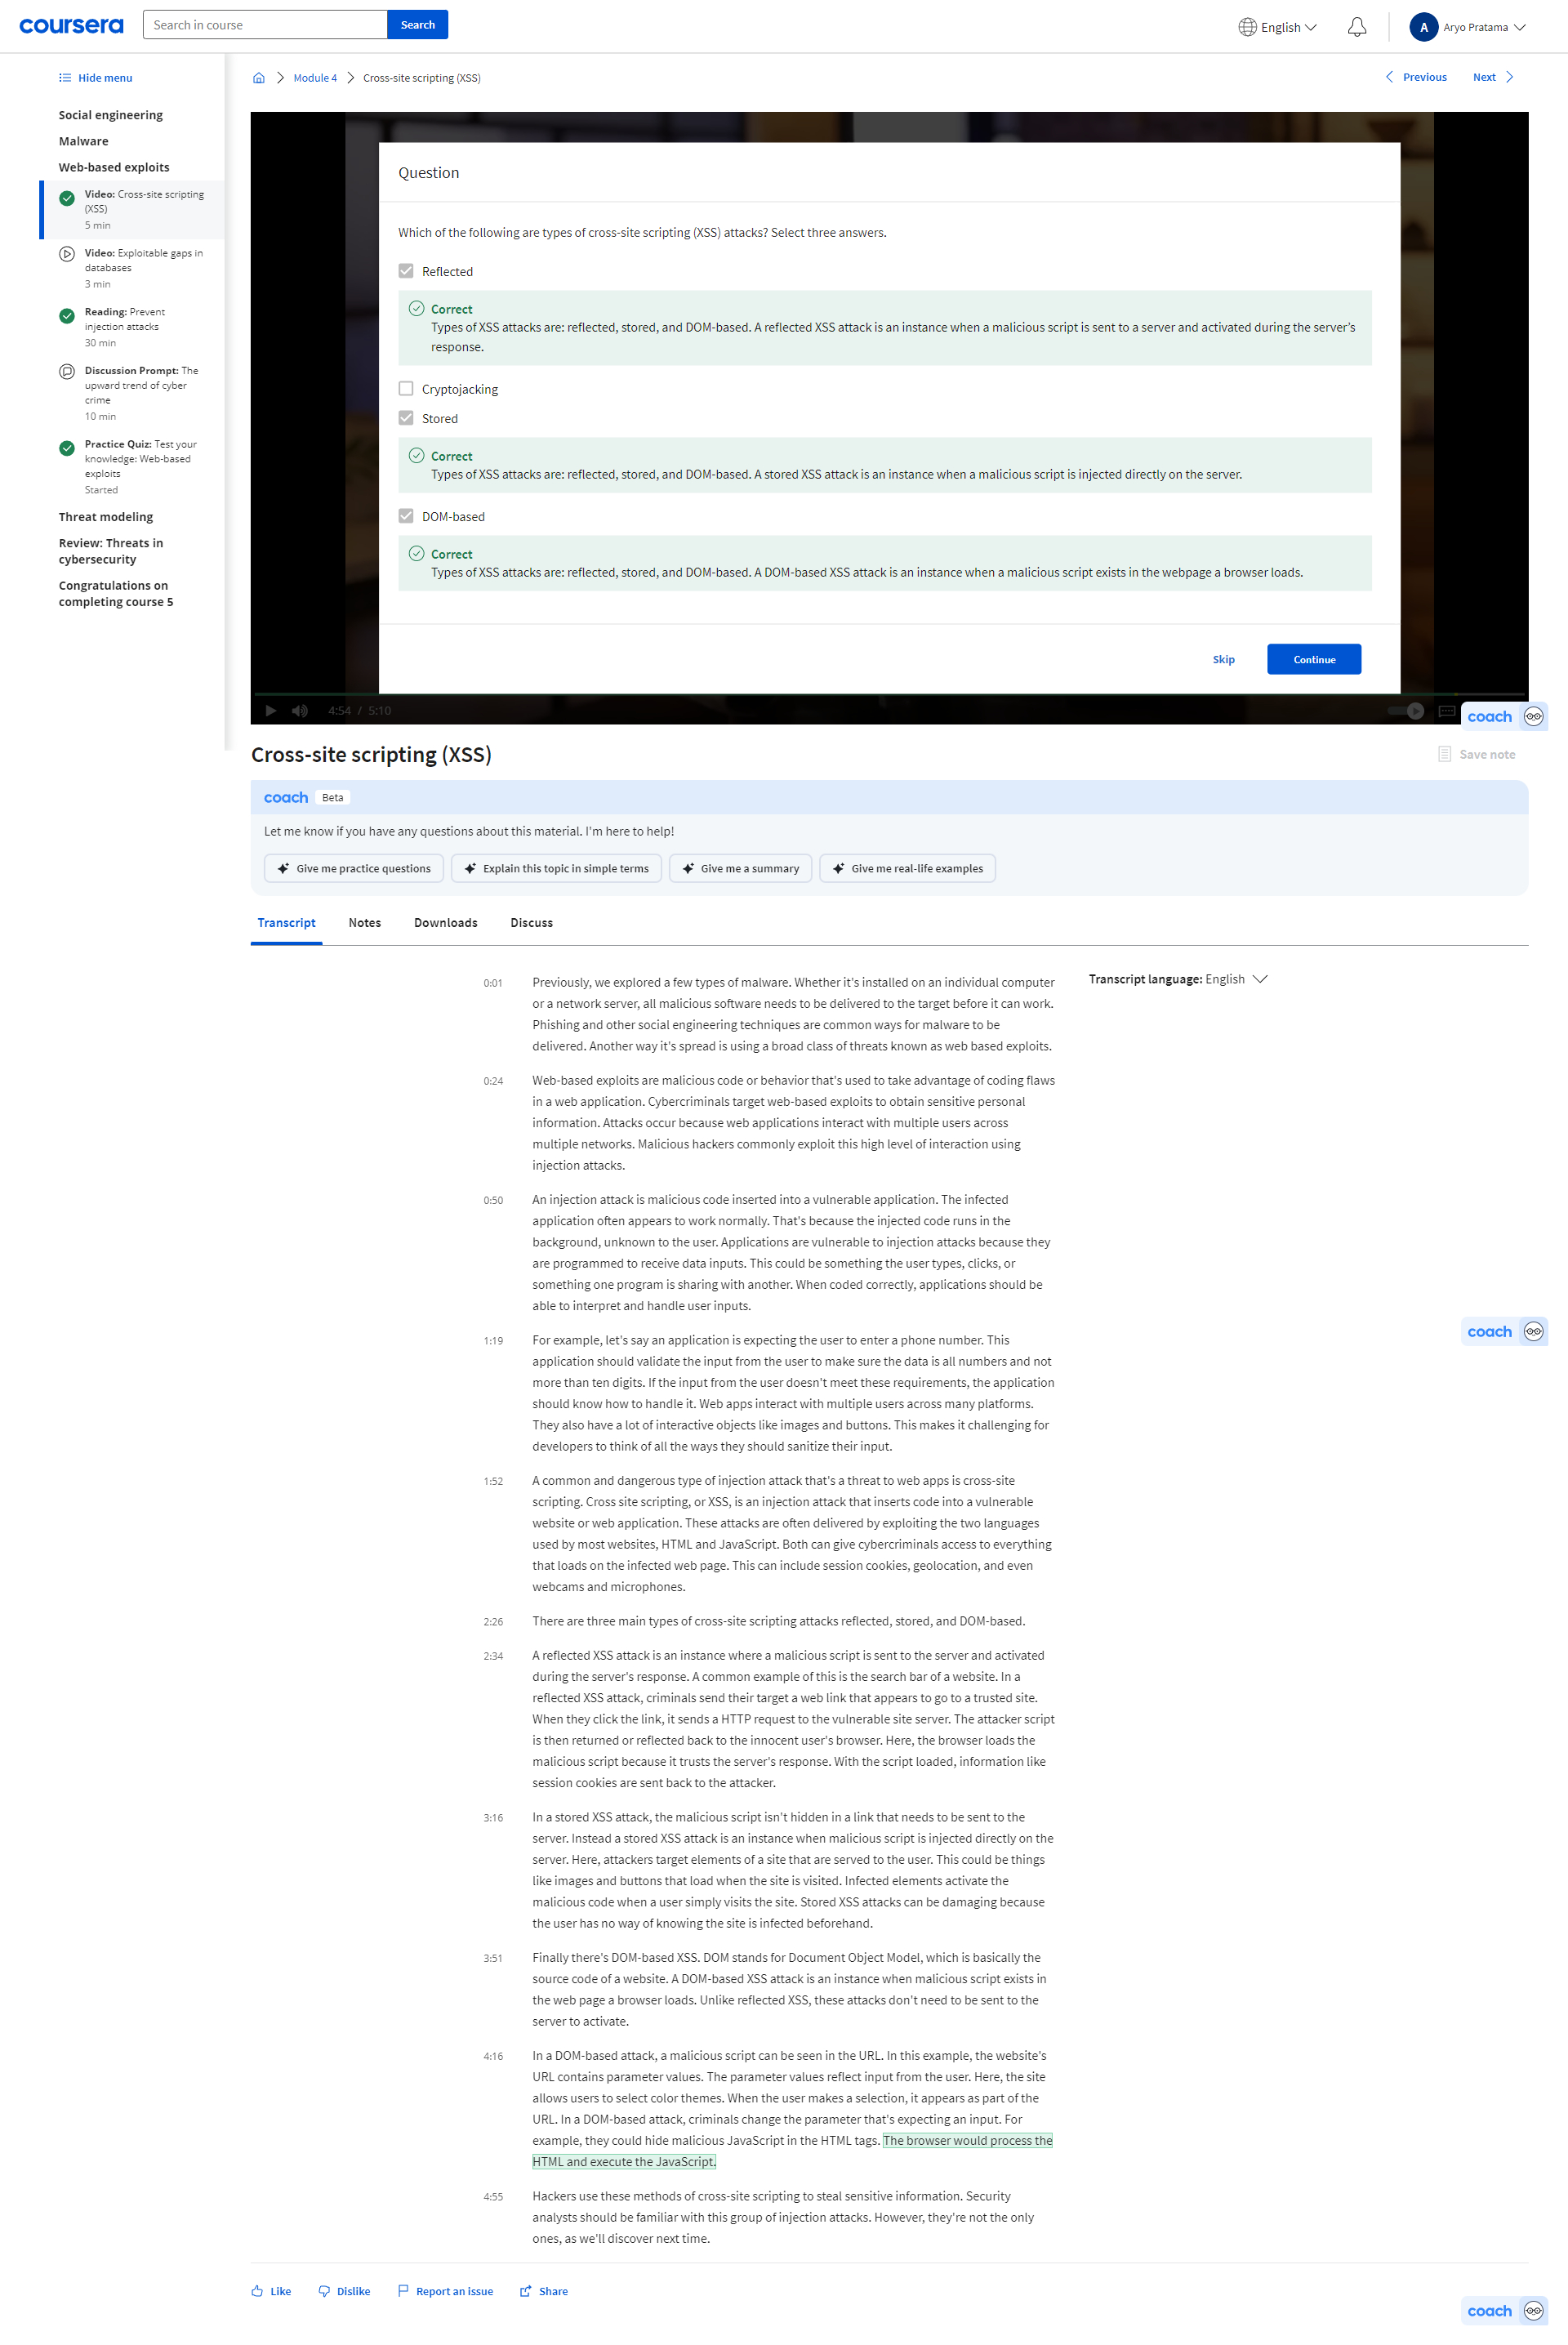 coursera
Search in course
Search
English
A
Aryo Pratama
Hide menu
Social engineering
Malware
Web-based exploits
Video: Cross-site scripting
(XSS)
5 min
Video: Exploitable gaps in
databases
3 min
Reading: Prevent
injection attacks
30 min
Discussion Prompt: The
upward trend of cyber
crime
10 min
Practice Quiz: Test your
knowledge: Web-based
exploits
Started
Threat modeling
Review: Threats in
cybersecurity
Congratulations on
completing course 5
Module 4
Cross-site scripting (XSS)
Previous
Next
Question
Which of the following are types of cross-site scripting (XSS) attacks? Select three answers.
Reflected
Correct
Types of XSS attacks are: reflected, stored, and DOM-based. A reflected XSS attack is an instance when a malicious script is sent to a server and activated during the server’s
response.
Cryptojacking
Stored
Correct
Types of XSS attacks are: reflected, stored, and DOM-based. A stored XSS attack is an instance when a malicious script is injected directly on the server.
DOM-based
Correct
Types of XSS attacks are: reflected, stored, and DOM-based. A DOM-based XSS attack is an instance when a malicious script exists in the webpage a browser loads.
Skip
Continue
4:54 / 5:10
coach
Cross-site scripting (XSS)
Save note
coach Beta
Let me know if you have any questions about this material. I'm here to help!
Give me practice questions
Explain this topic in simple terms
Give me a summary
Give me real-life examples
Transcript
Notes
Downloads
Discuss
Transcript language: English
0:01
Previously, we explored a few types of malware. Whether it's installed on an individual computer
or a network server, all malicious software needs to be delivered to the target before it can work.
Phishing and other social engineering techniques are common ways for malware to be
delivered. Another way it's spread is using a broad class of threats known as web based exploits.
0:24
Web-based exploits are malicious code or behavior that's used to take advantage of coding flaws
in a web application. Cybercriminals target web-based exploits to obtain sensitive personal
information. Attacks occur because web applications interact with multiple users across
multiple networks. Malicious hackers commonly exploit this high level of interaction using
injection attacks.
0:50
An injection attack is malicious code inserted into a vulnerable application. The infected
application often appears to work normally. That's because the injected code runs in the
background, unknown to the user. Applications are vulnerable to injection attacks because they
are programmed to receive data inputs. This could be something the user types, clicks, or
something one program is sharing with another. When coded correctly, applications should be
able to interpret and handle user inputs.
1:19
For example, let's say an application is expecting the user to enter a phone number. This
application should validate the input from the user to make sure the data is all numbers and not
more than ten digits. If the input from the user doesn't meet these requirements, the application
should know how to handle it. Web apps interact with multiple users across many platforms.
They also have a lot of interactive objects like images and buttons. This makes it challenging for
developers to think of all the ways they should sanitize their input.
coach
1:52
A common and dangerous type of injection attack that's a threat to web apps is cross-site
scripting. Cross site scripting, or XSS, is an injection attack that inserts code into a vulnerable
website or web application. These attacks are often delivered by exploiting the two languages
used by most websites, HTML and JavaScript. Both can give cybercriminals access to everything
that loads on the infected web page. This can include session cookies, geolocation, and even
webcams and microphones.
2:26
There are three main types of cross-site scripting attacks reflected, stored, and DOM-based.
2:34
A reflected XSS attack is an instance where a malicious script is sent to the server and activated
during the server's response. A common example of this is the search bar of a website. In a
reflected XSS attack, criminals send their target a web link that appears to go to a trusted site.
When they click the link, it sends a HTTP request to the vulnerable site server. The attacker script
is then returned or reflected back to the innocent user's browser. Here, the browser loads the
malicious script because it trusts the server's response. With the script loaded, information like
session cookies are sent back to the attacker.
3:16
In a stored XSS attack, the malicious script isn't hidden in a link that needs to be sent to the
server. Instead a stored XSS attack is an instance when malicious script is injected directly on the
server. Here, attackers target elements of a site that are served to the user. This could be things
like images and buttons that load when the site is visited. Infected elements activate the
malicious code when a user simply visits the site. Stored XSS attacks can be damaging because
the user has no way of knowing the site is infected beforehand.
3:51
Finally there's DOM-based XSS. DOM stands for Document Object Model, which is basically the
source code of a website. A DOM-based XSS attack is an instance when malicious script exists in
the web page a browser loads. Unlike reflected XSS, these attacks don't need to be sent to the
server to activate.
4:16
In a DOM-based attack, a malicious script can be seen in the URL. In this example, the website's
URL contains parameter values. The parameter values reflect input from the user. Here, the site
allows users to select color themes. When the user makes a selection, it appears as part of the
URL. In a DOM-based attack, criminals change the parameter that's expecting an input. For
example, they could hide malicious JavaScript in the HTML tags. The browser would process the
HTML and execute the JavaScript.
4:55
Hackers use these methods of cross-site scripting to steal sensitive information. Security
analysts should be familiar with this group of injection attacks. However, they're not the only
ones, as we'll discover next time.
Like
Dislike
Report an issue
Share
coach